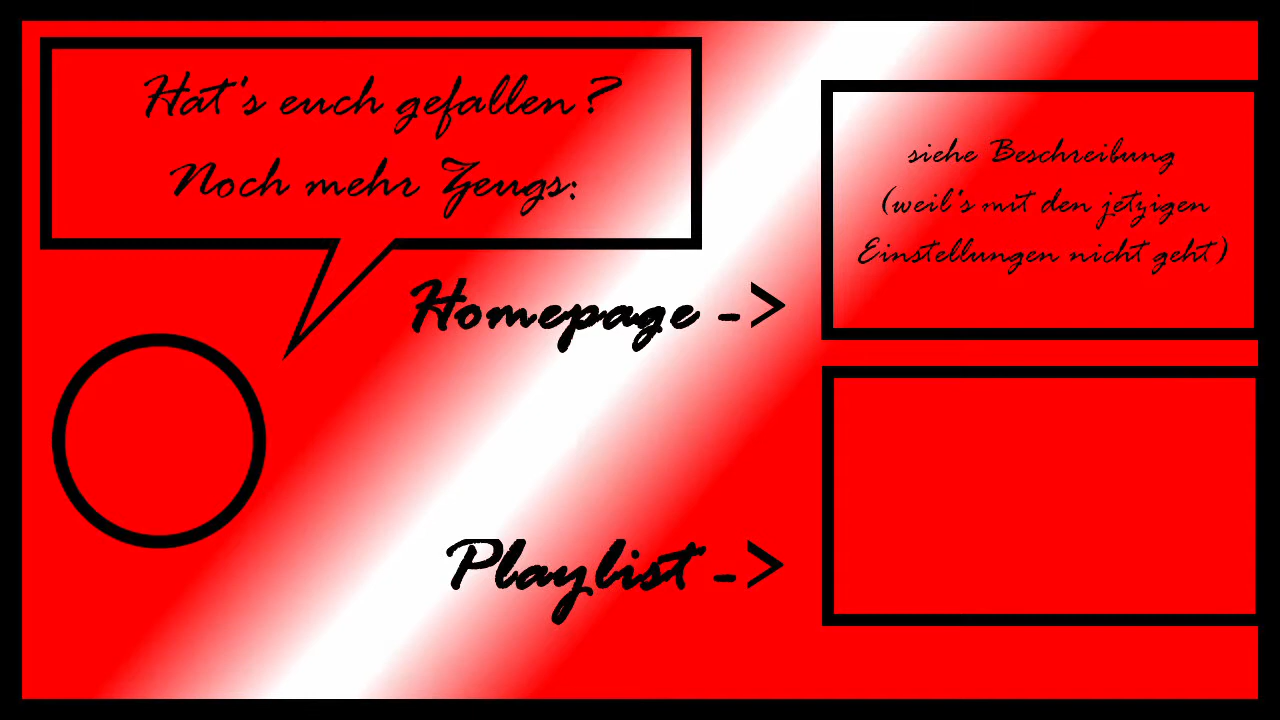 Hat's euch gefallen?
Noch mehr Zeugs:
siehe Beschreibung
(weil's mit den jetzigen
Einstellungen nicht geht)
Homepage ->
Playlist ->